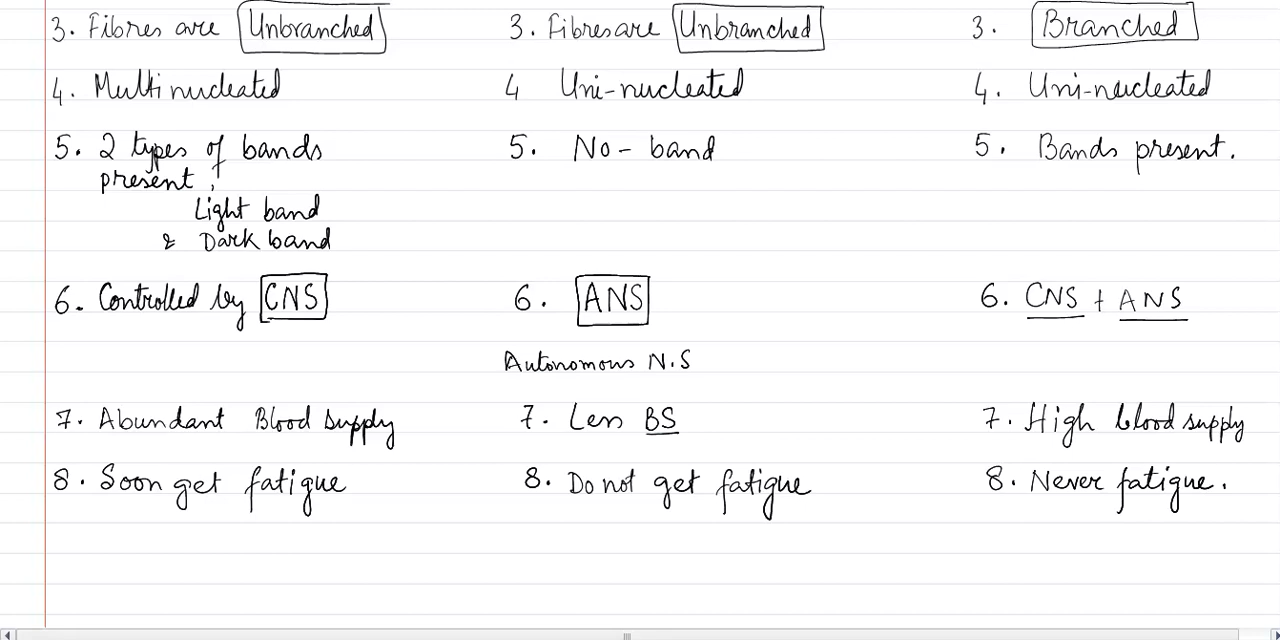 3. Fibres are Unbranched
4. Multinucleated
5. 2 types of bands
present,
Light band
& Dark band
6. Controlled by CNS
7. Abundant Blood supply
8. Soon get fatigue
3. Fibres are Unbranched
4 Uni-nucleated
5. No - band
6. ANS
Autonomous N.S
7. Less BS
8. Do not get fatigue
3. Branched
4. Uni-nucleated
5. Bands present.
6. CNS + ANS
7. High blood supply
8. Never fatigue.